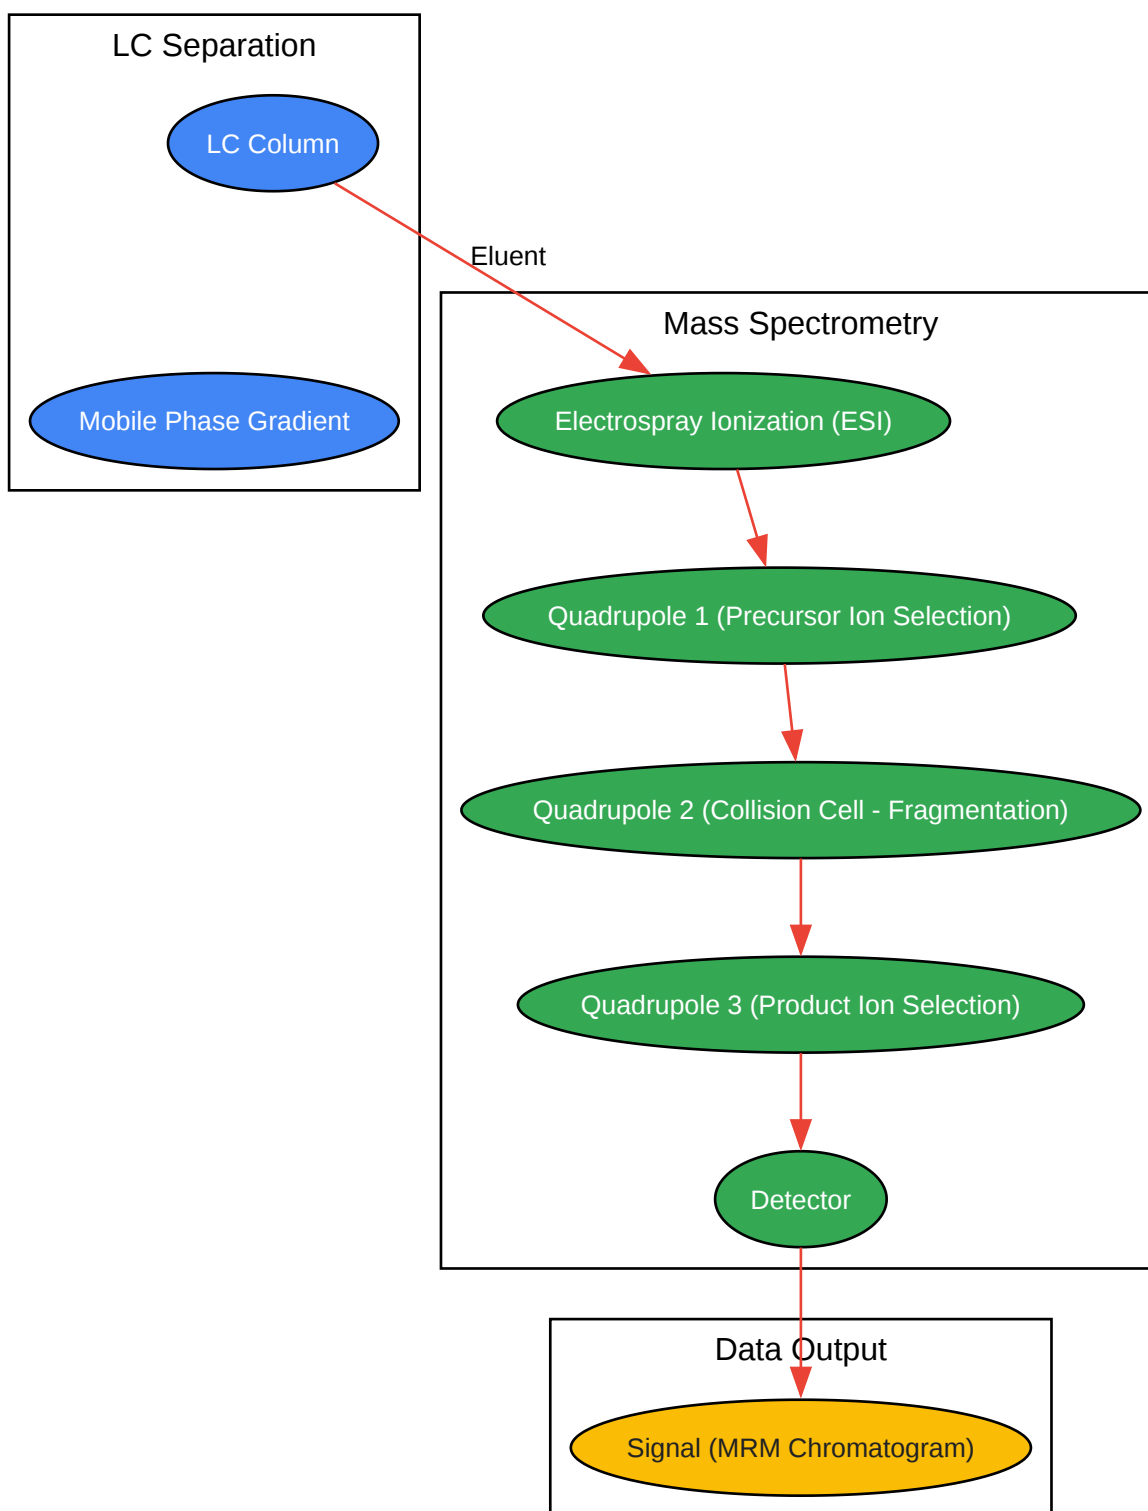 LC Separation
LC Column
Eluent
Mass Spectrometry
Mobile Phase Gradient
Electrospray Ionization (ESI)
Quadrupole 1 (Precursor Ion Selection)
Quadrupole 2 (Collision Cell - Fragmentation)
Quadrupole 3 (Product Ion Selection)
Detector
Data Output
Signal (MRM Chromatogram)